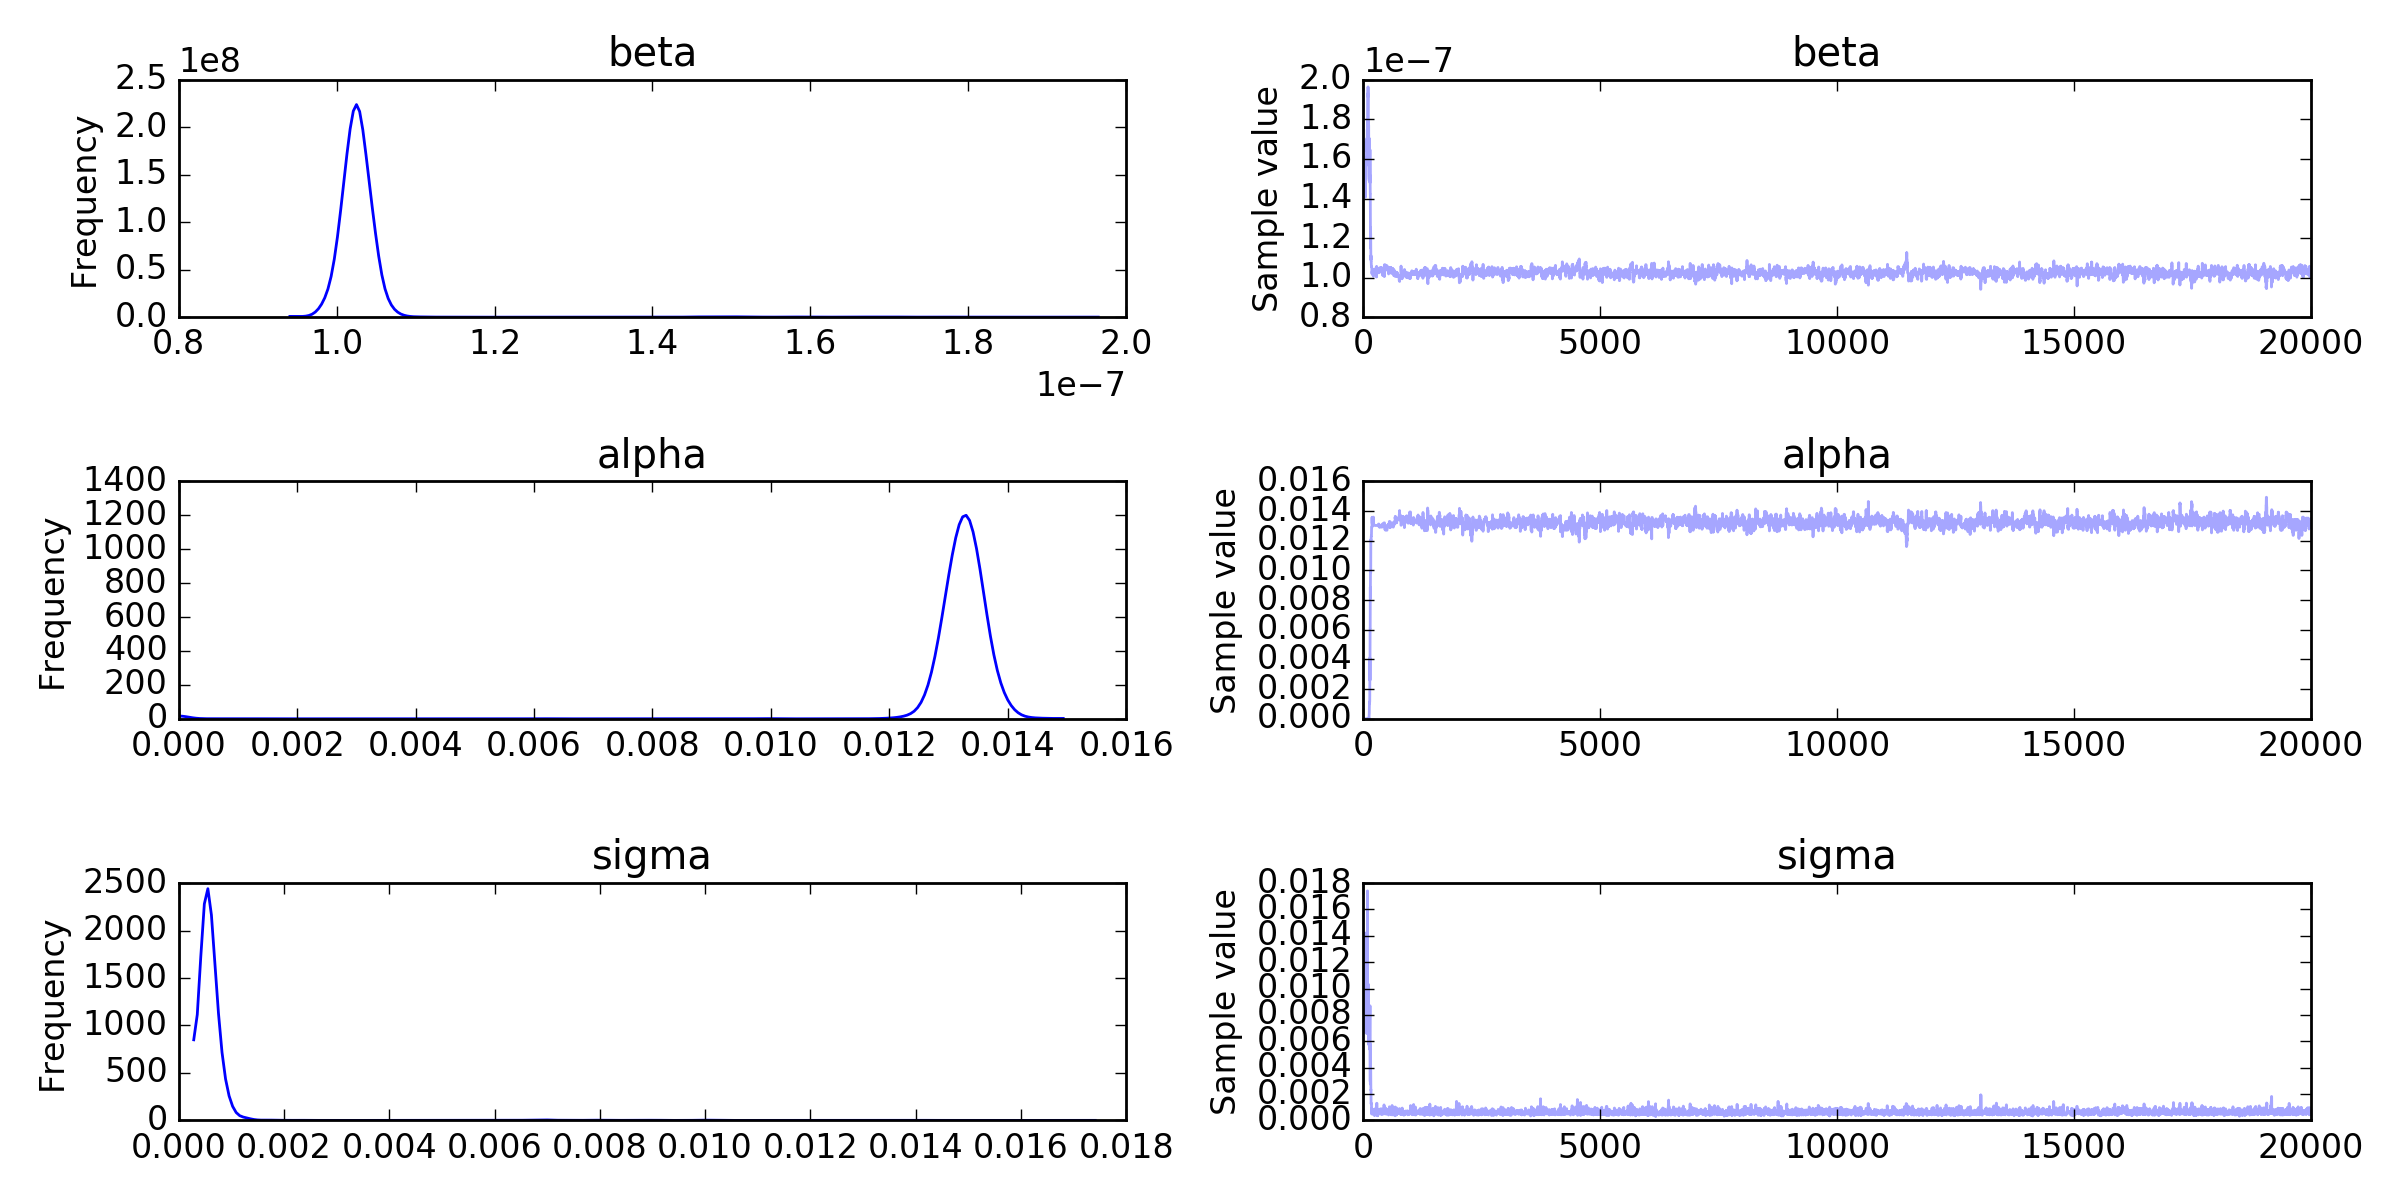 beta
1e8
2.5
2.0
1.5
1.0
0.5
0.0
Frequency
0.8 1.0 1.2 1.4 1.6 1.8 2.0
1e−7
beta
1e−7
2.0
1.8
1.6
1.4
1.2
1.0
0.8
Sample value
0 5000 10000 15000 20000
alpha
1400
1200
1000
800
600
400
200
0
Frequency
0.000 0.002 0.004 0.006 0.008 0.010 0.012 0.014 0.016
alpha
0.016
0.014
0.012
0.010
0.008
0.006
0.004
0.002
0.000
Sample value
0 5000 10000 15000 20000
sigma
2500
2000
1500
1000
500
0
Frequency
0.000 0.002 0.004 0.006 0.008 0.010 0.012 0.014 0.016 0.018
sigma
0.018
0.016
0.014
0.012
0.010
0.008
0.006
0.004
0.002
0.000
Sample value
0 5000 10000 15000 20000